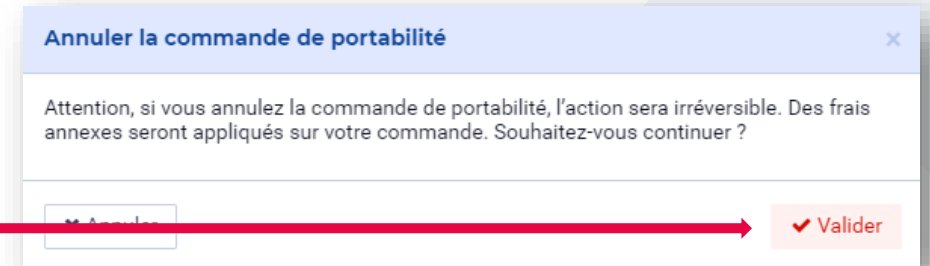 Annuler la commande de portabilité
Attention, si vous annulez la commande de portabilité, l'action sera irréversible. Des frais
annexes seront appliqués sur votre commande. Souhaitez-vous continuer ?
Annuler
Valider